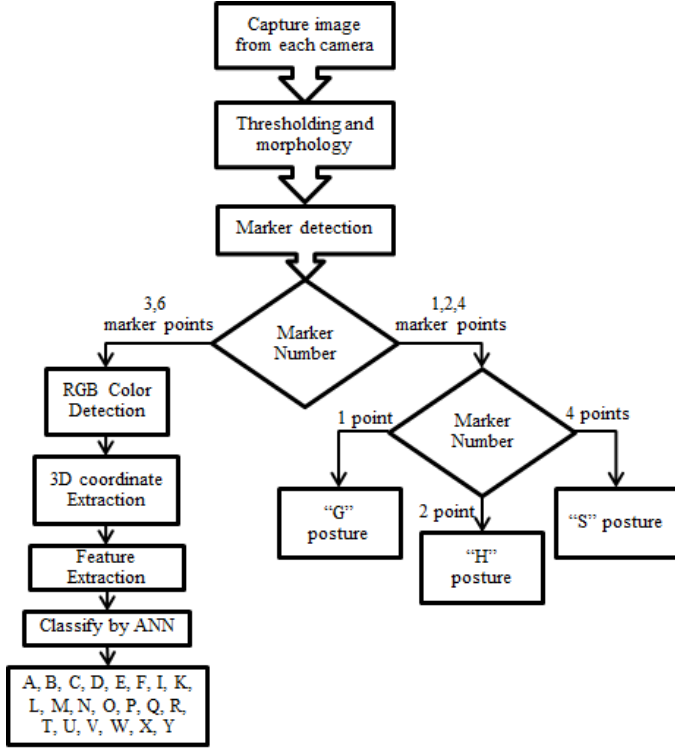 Capture image
from each camera
Thresholding and
morphology
Marker detection
3,6
marker points
Marker
Number
1,2,4
marker points
RGB Color
Detection
3D coordinate
Extraction
Feature
Extraction
Classify by ANN
A, B, C, D, E, F, I, K,
L, M, N, O, P, Q, R,
T, U, V, W, X, Y
1 point
Marker
Number
4 points
“G”
posture
2 point
“H”
posture
“S” posture